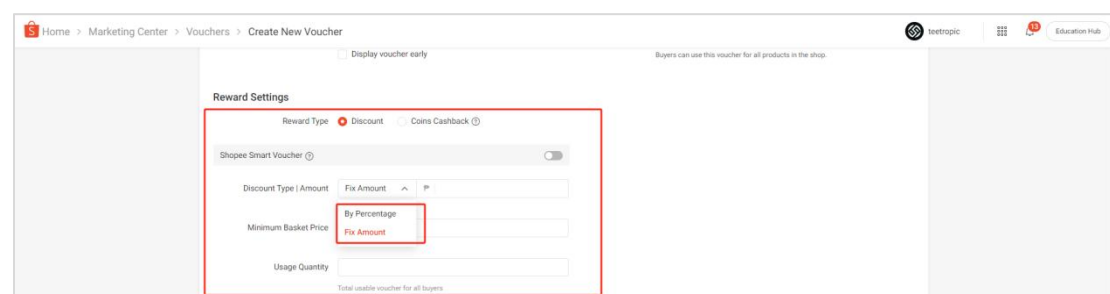 Home > Marketing Center > Vouchers > Create New Voucher
teetropic
13
Education Hub
Display voucher early
Buyers can use this voucher for all products in the shop.
Reward Settings
Reward Type
Discount
Coins Cashback
Shopee Smart Voucher
Discount Type | Amount
Fix Amount
₱
By Percentage
Fix Amount
Minimum Basket Price
Usage Quantity
Total usable voucher for all buyers